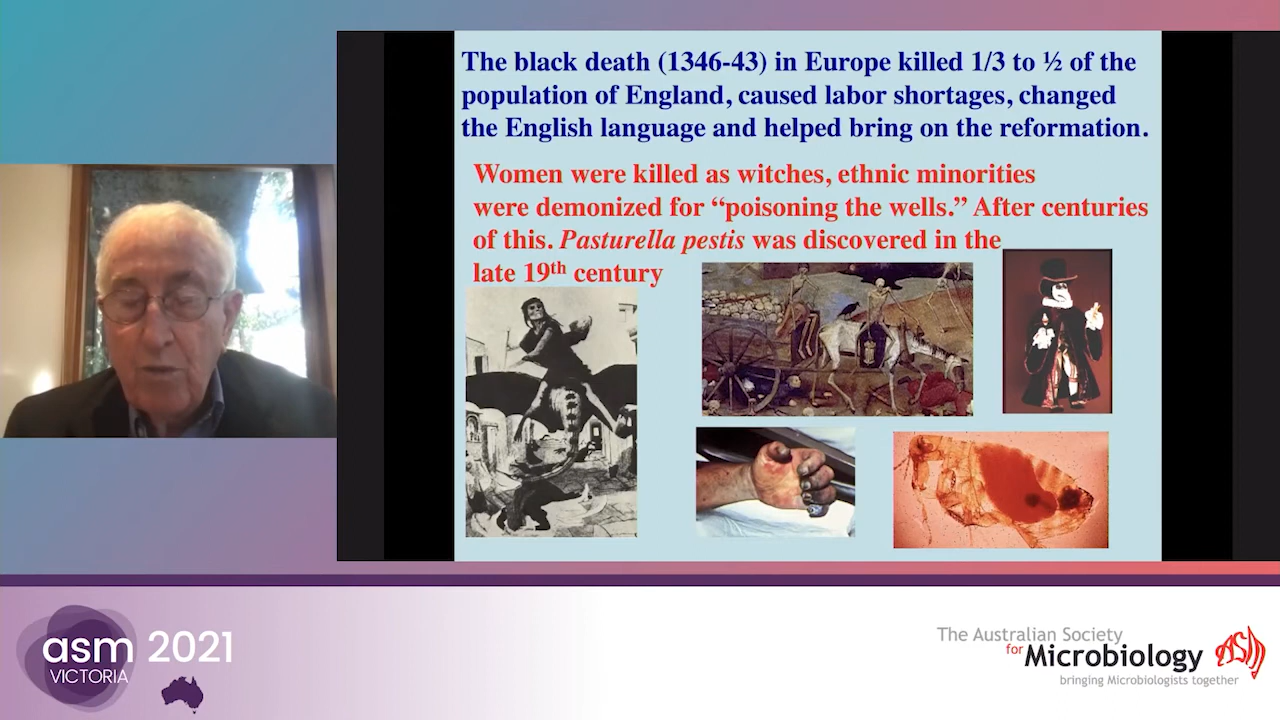 The black death (1346-43) in Europe killed 1/3 to ½ of the
population of England, caused labor shortages, changed
the English language and helped bring on the reformation.
Women were killed as witches, ethnic minorities
were demonized for “poisoning the wells.” After centuries
of this. Pasturella pestis was discovered in the
late 19th century
asm 2021
VICTORIA
The Australian Society
for Microbiology
bringing Microbiologists together
ASM